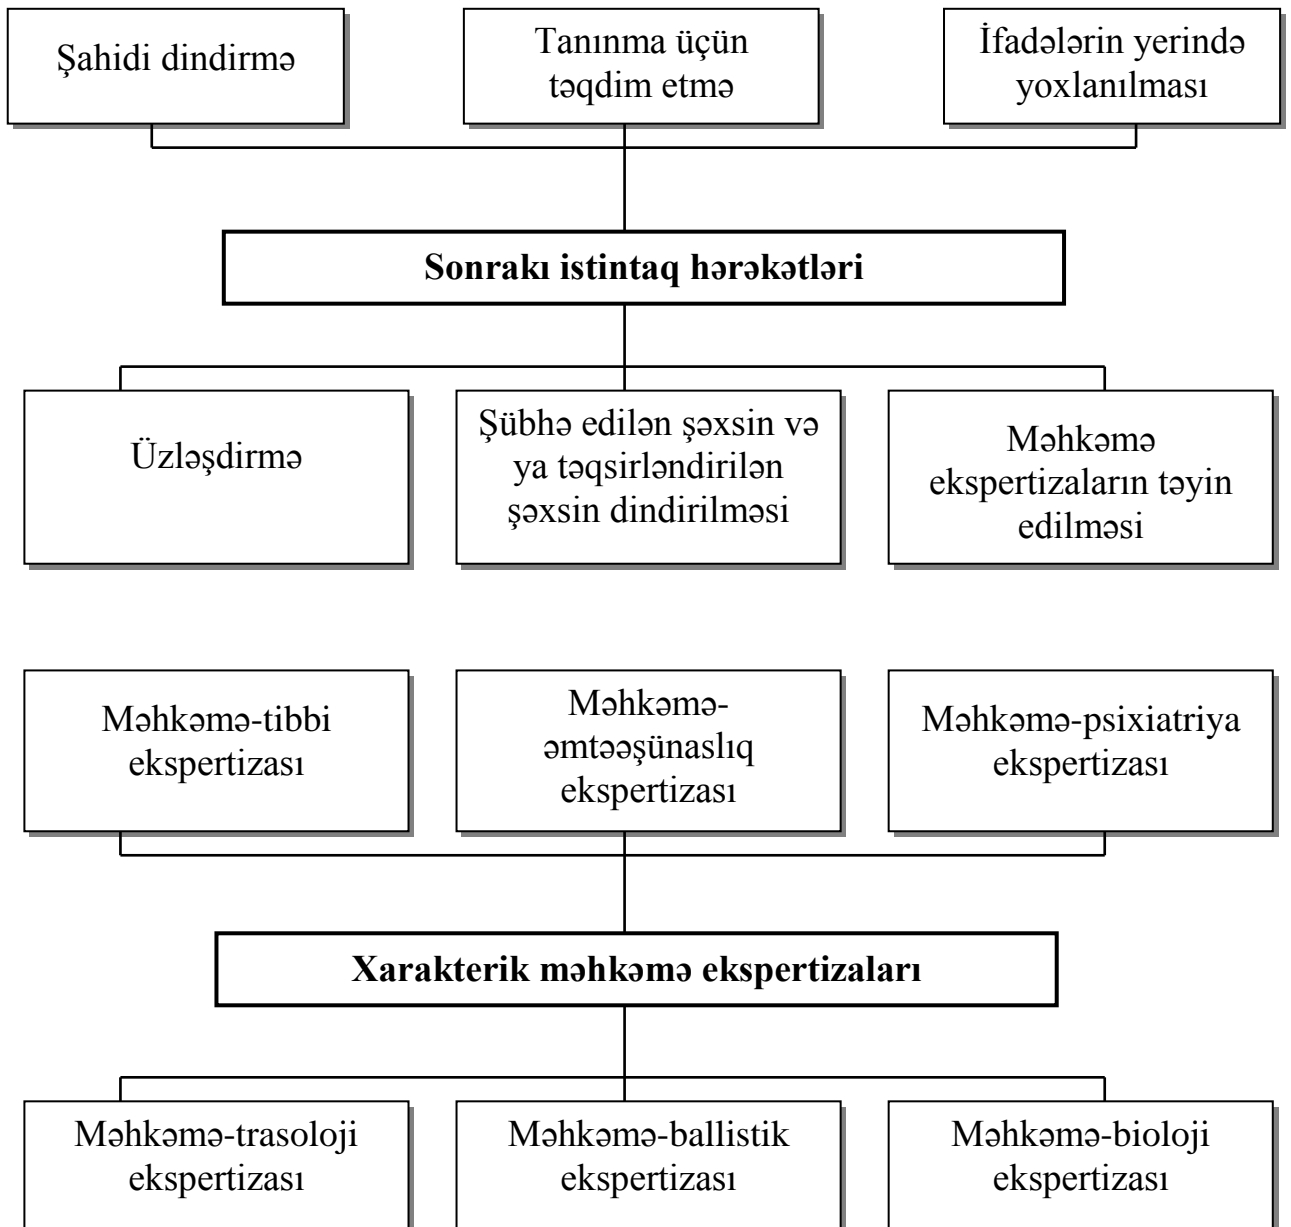 Şahidi dindirmə
Tanınma üçün
təqdim etmə
İfadələrin yerində
yoxlanılması
Sonrakı istintaq hərəkətləri
Üzləşdirmə
Şübhə edilən şəxsin və
ya təqsirləndirilən
şəxsin dindirilməsi
Məhkəmə
ekspertizaların təyin
edilməsi
Məhkəmə-tibbi
ekspertizası
Məhkəmə-
əmtəəşünaslıq
ekspertizası
Məhkəmə-psixiatriya
ekspertizası
Xarakterik məhkəmə ekspertizaları
Məhkəmə-trasoloji
ekspertizası
Məhkəmə-ballistik
ekspertizası
Məhkəmə-bioloji
ekspertizası